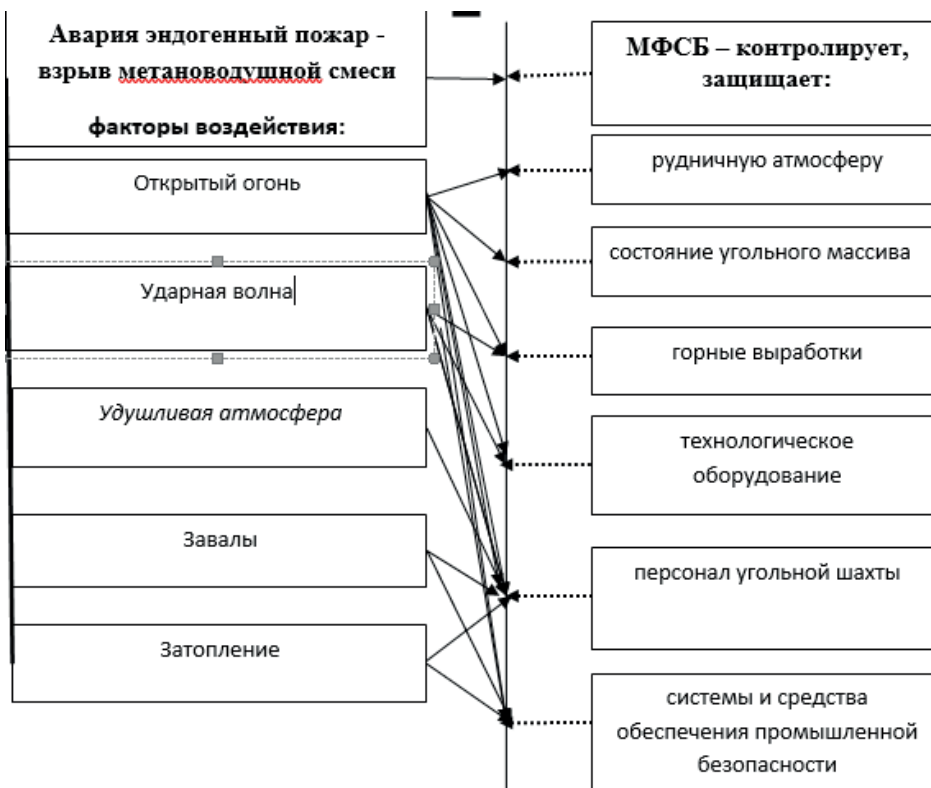 Авария эндогенный пожар -
взрыв метановодушной смеси
факторы воздействия:
Открытый огонь
Ударная волна
Удушливая атмосфера
Завалы
Затопление
МФСБ – контролирует,
защищает:
рудничную атмосферу
состояние угольного массива
горные выработки
технологическое
оборудование
персонал угольной шахты
системы и средства
обеспечения промышленной
безопасности